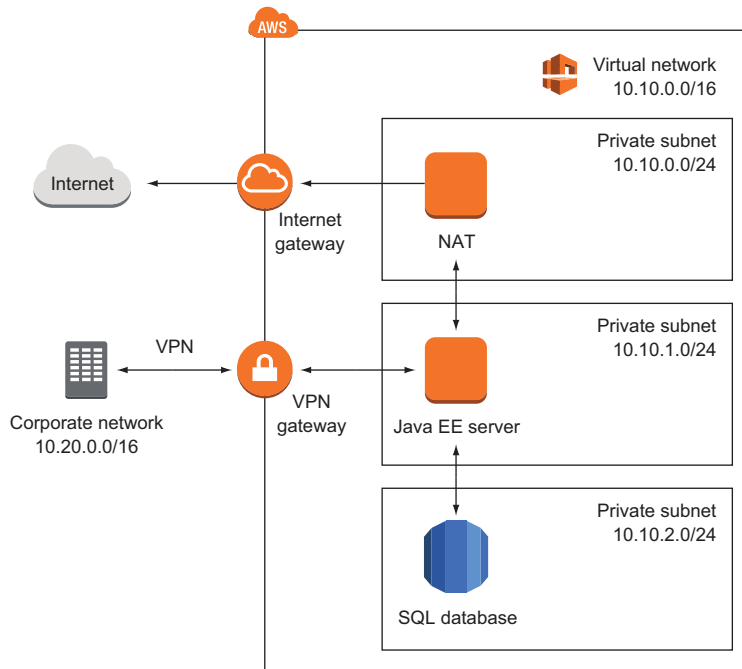 AWS
Virtual network
10.10.0.0/16
Private subnet
10.10.0.0/24
Internet
Internet
gateway
NAT
Private subnet
10.10.1.0/24
VPN
VPN
gateway
Java EE server
Corporate network
10.20.0.0/16
Private subnet
10.10.2.0/24
SQL database